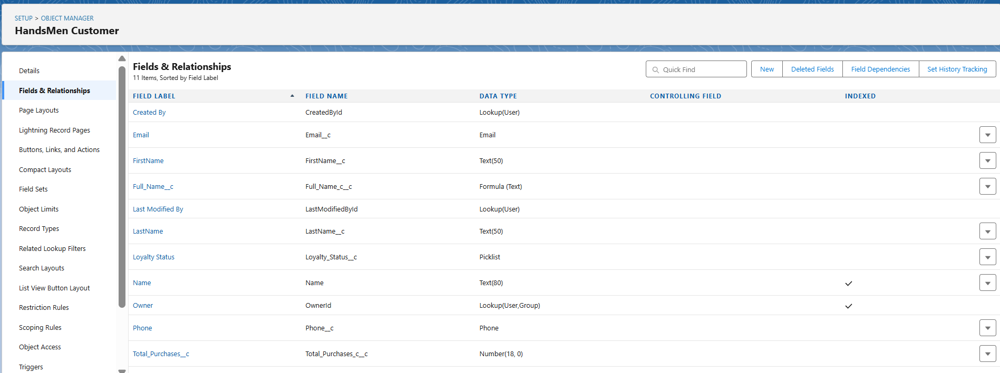 SETUP > OBJECT MANAGER
HandsMen Customer
Details
Fields & Relationships
Page Layouts
Lightning Record Pages
Buttons, Links, and Actions
Compact Layouts
Field Sets
Object Limits
Record Types
Related Lookup Filters
Search Layouts
List View Button Layout
Restriction Rules
Scoping Rules
Object Access
Triggers
Fields & Relationships
11 Items, Sorted by Field Label
Quick Find
New
Deleted Fields
Field Dependencies
Set History Tracking
FIELD LABEL FIELD NAME DATA TYPE CONTROLLING FIELD INDEXED
Created By CreatedById Lookup(User)
Email Email__c Email
FirstName FirstName__c Text(50)
Full_Name__c Full_Name_c__c Formula (Text)
Last Modified By LastModifiedById Lookup(User)
LastName LastName__c Text(50)
Loyalty Status Loyalty_Status__c Picklist
Name Name Text(80)
Owner OwnerId Lookup(User,Group)
Phone Phone__c Phone
Total_Purchases__c Total_Purchases_c__c Number(18, 0)